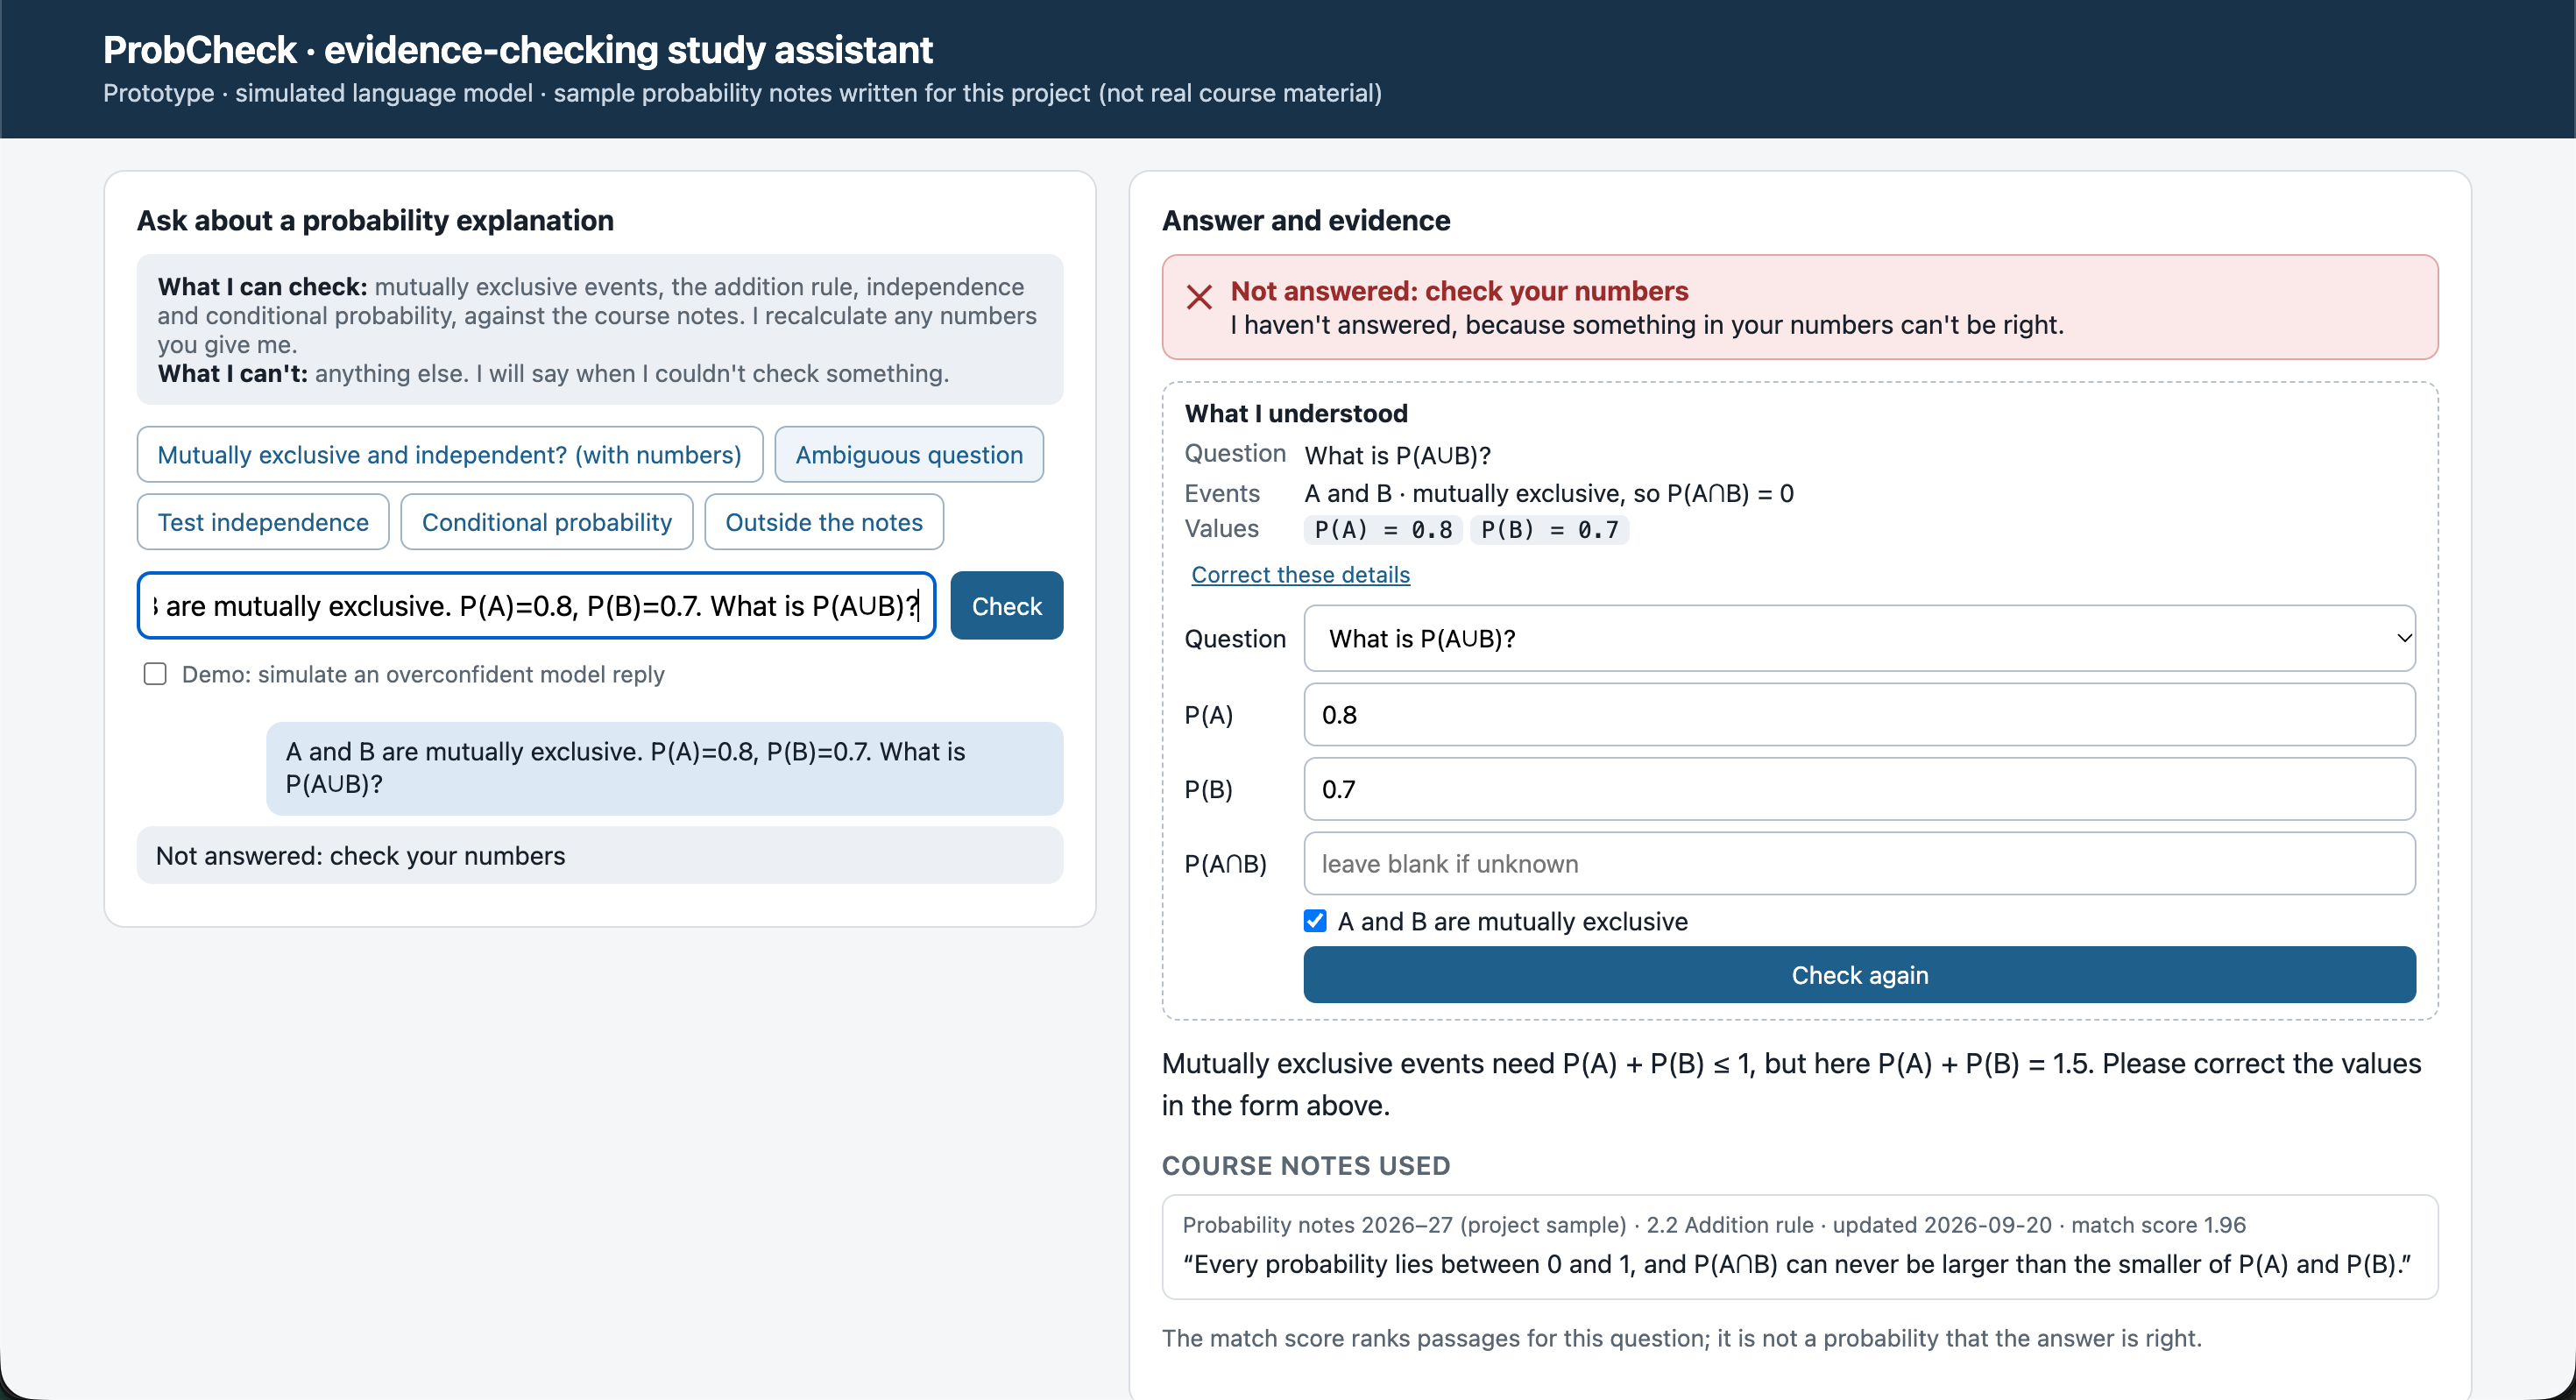 ProbCheck · evidence-checking study assistant
Prototype · simulated language model · sample probability notes written for this project (not real course material)
Ask about a probability explanation
What I can check: mutually exclusive events, the addition rule, independence
and conditional probability, against the course notes. I recalculate any numbers
you give me.
What I can't: anything else. I will say when I couldn't check something.
Mutually exclusive and independent? (with numbers)
Ambiguous question
Test independence
Conditional probability
Outside the notes
are mutually exclusive. P(A)=0.8, P(B)=0.7. What is P(A∪B)?
Check
Demo: simulate an overconfident model reply
A and B are mutually exclusive. P(A)=0.8, P(B)=0.7. What is
P(A∪B)?
Not answered: check your numbers
Answer and evidence
Not answered: check your numbers
I haven't answered, because something in your numbers can't be right.
What I understood
Question What is P(A∪B)?
Events A and B · mutually exclusive, so P(A∩B) = 0
Values P(A) = 0.8 P(B) = 0.7
Correct these details
Question What is P(A∪B)?
P(A) 0.8
P(B) 0.7
P(A∩B) leave blank if unknown
A and B are mutually exclusive
Check again
Mutually exclusive events need P(A) + P(B) ≤ 1, but here P(A) + P(B) = 1.5. Please correct the values
in the form above.
COURSE NOTES USED
Probability notes 2026–27 (project sample) · 2.2 Addition rule · updated 2026-09-20 · match score 1.96
“Every probability lies between 0 and 1, and P(A∩B) can never be larger than the smaller of P(A) and P(B).”
The match score ranks passages for this question; it is not a probability that the answer is right.